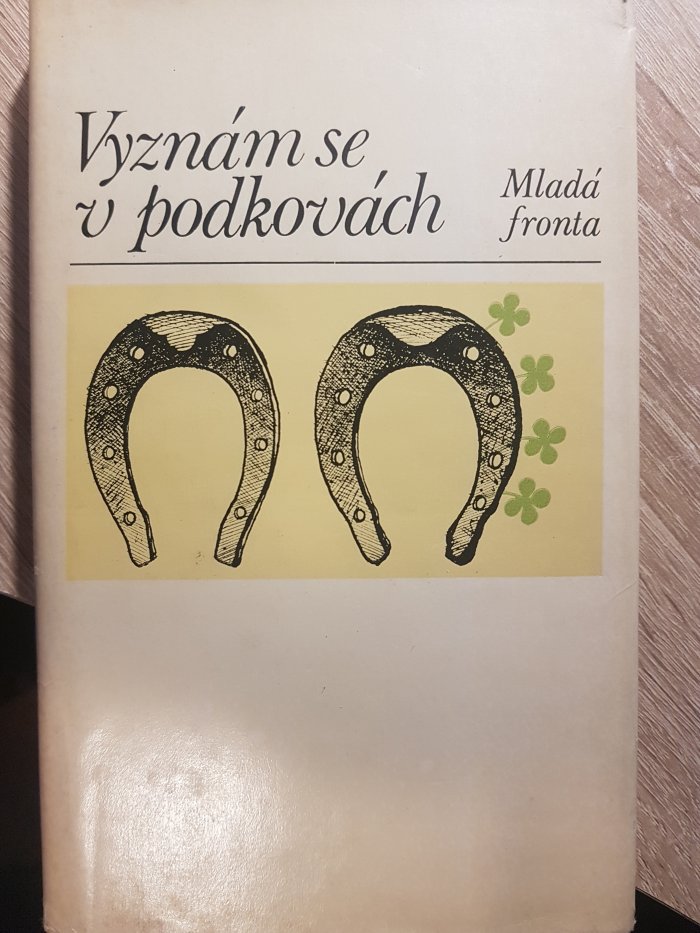 Vyznám se
v podkovách
Mladá
fronta